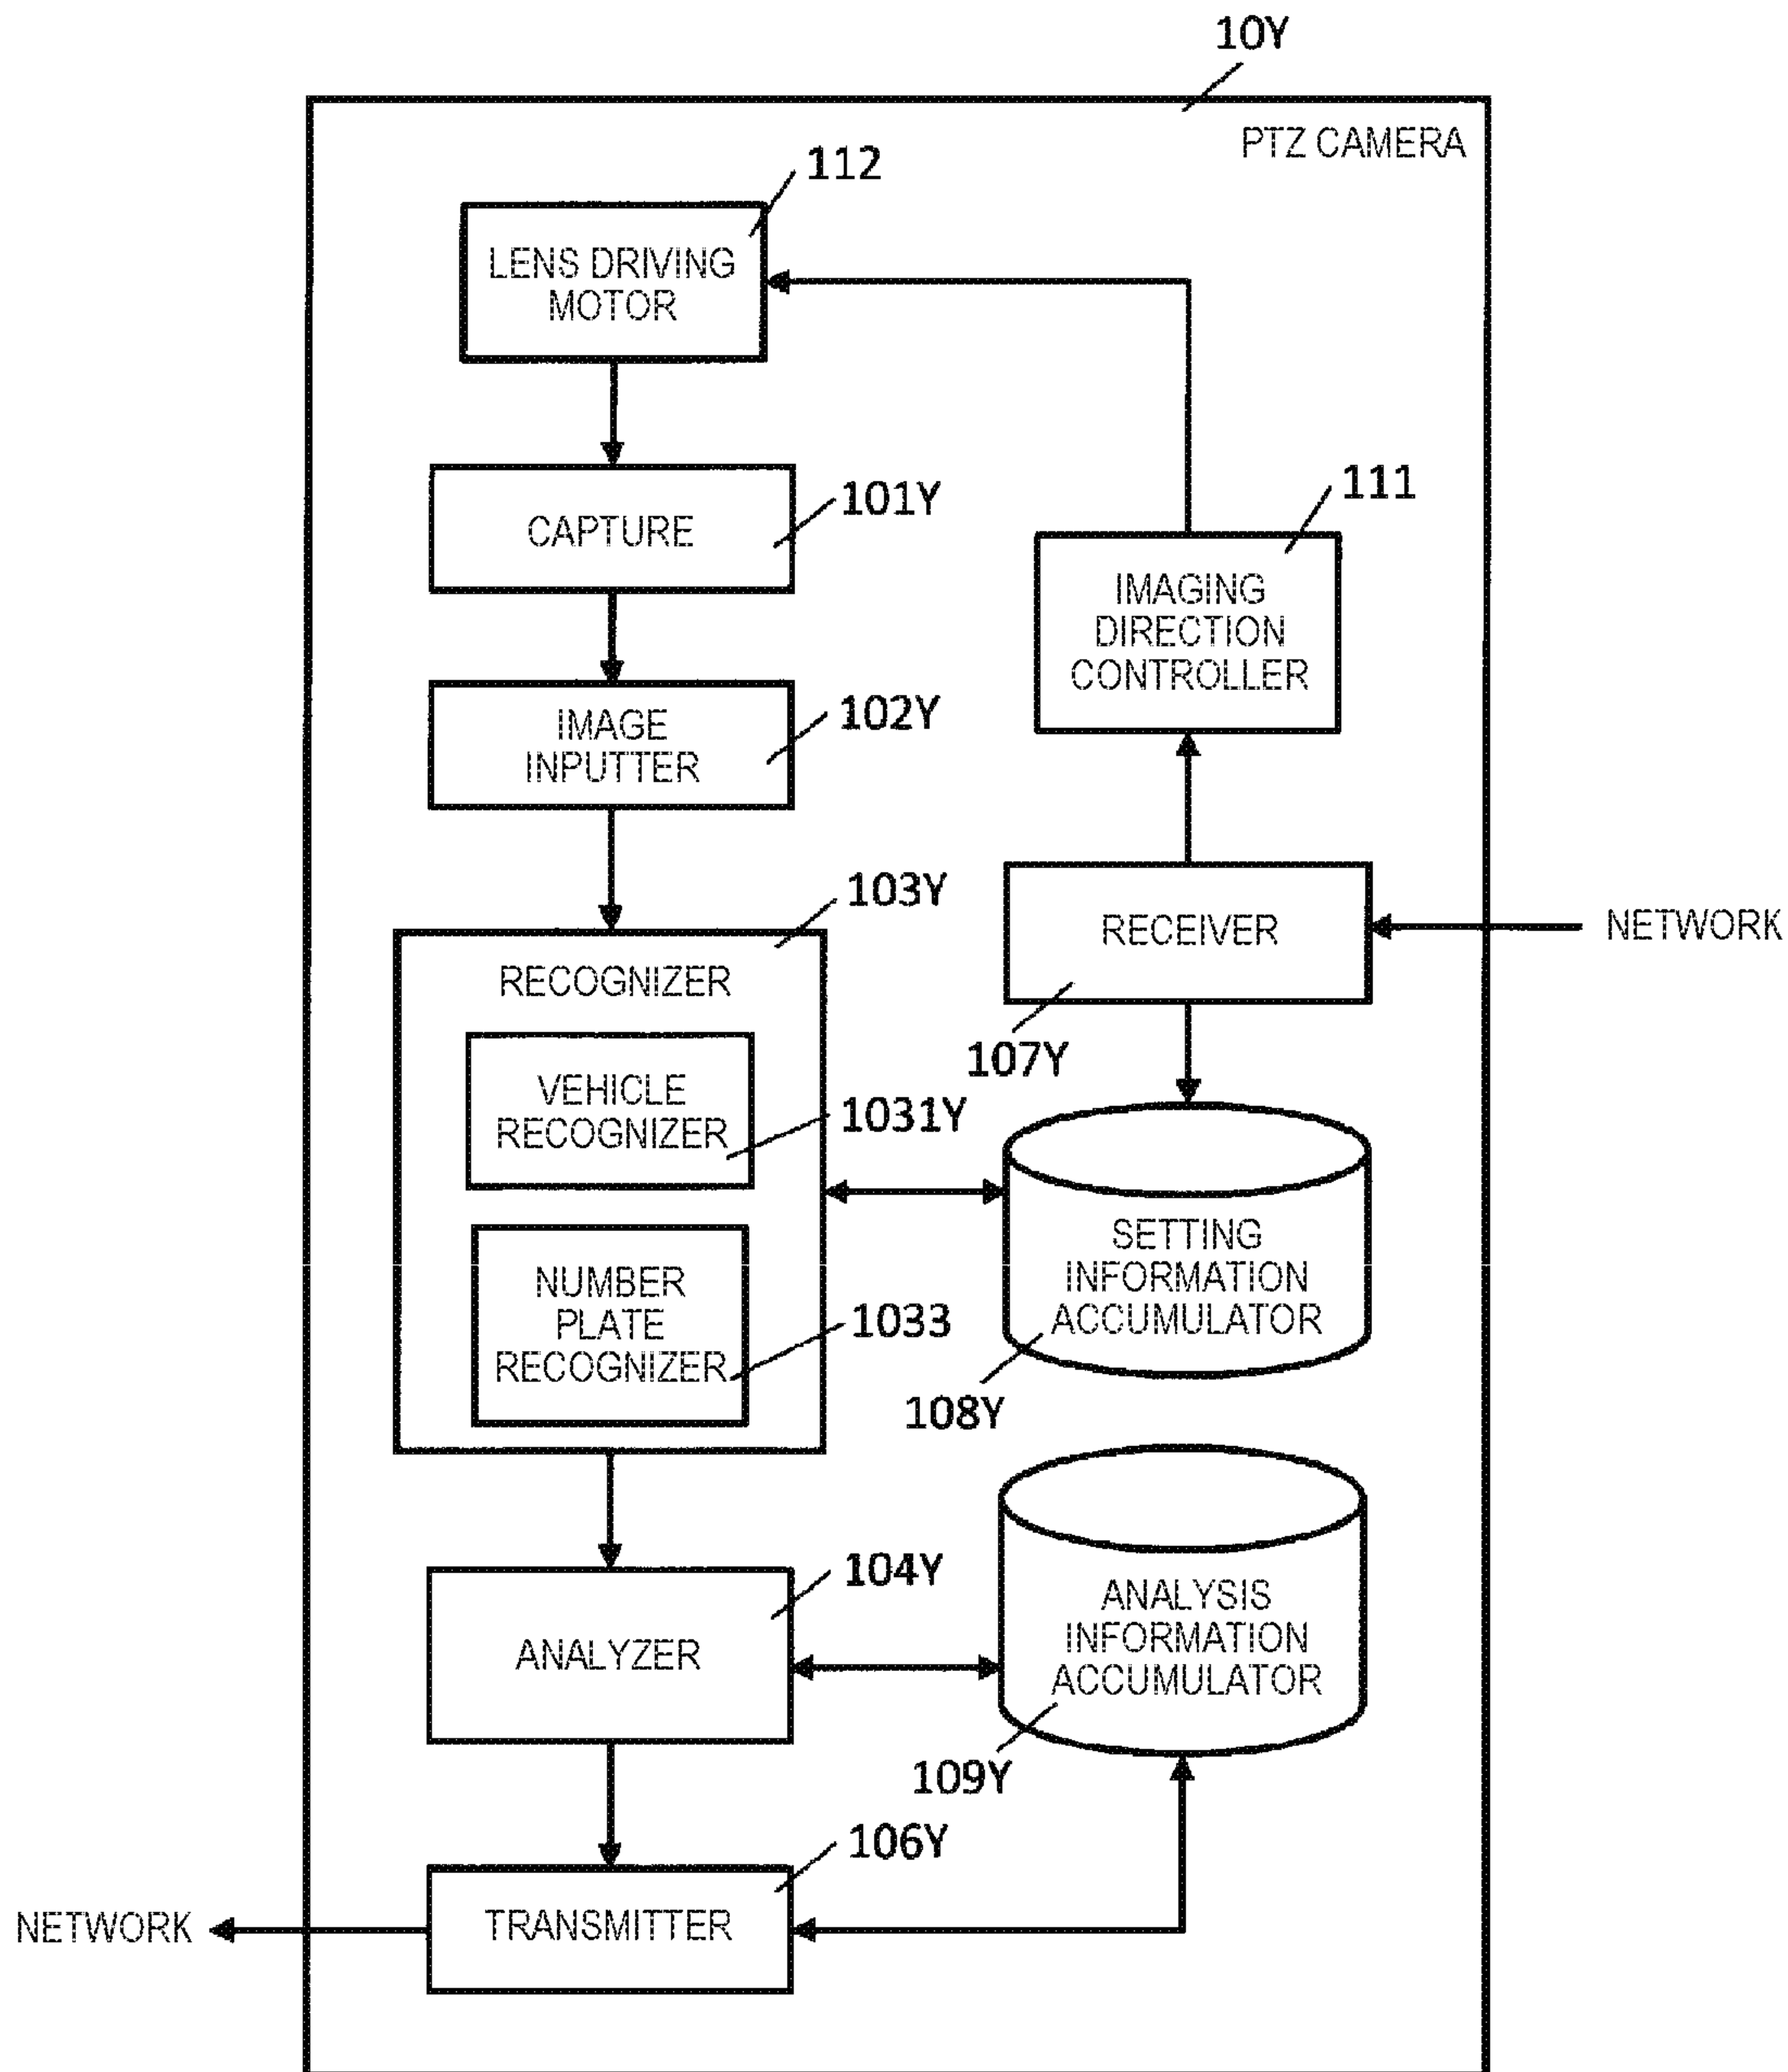 10Y
PTZ CAMERA
112
LENS DRIVING
MOTOR
101Y
CAPTURE
111
IMAGING
DIRECTION
CONTROLLER
102Y
IMAGE
INPUTTER
103Y
RECOGNIZER
RECEIVER
NETWORK
107Y
VEHICLE
RECOGNIZER
1031Y
SETTING
INFORMATION
ACCUMULATOR
NUMBER
PLATE
RECOGNIZER
1033
108Y
104Y
ANALYZER
ANALYSIS
INFORMATION
ACCUMULATOR
109Y
106Y
TRANSMITTER
NETWORK